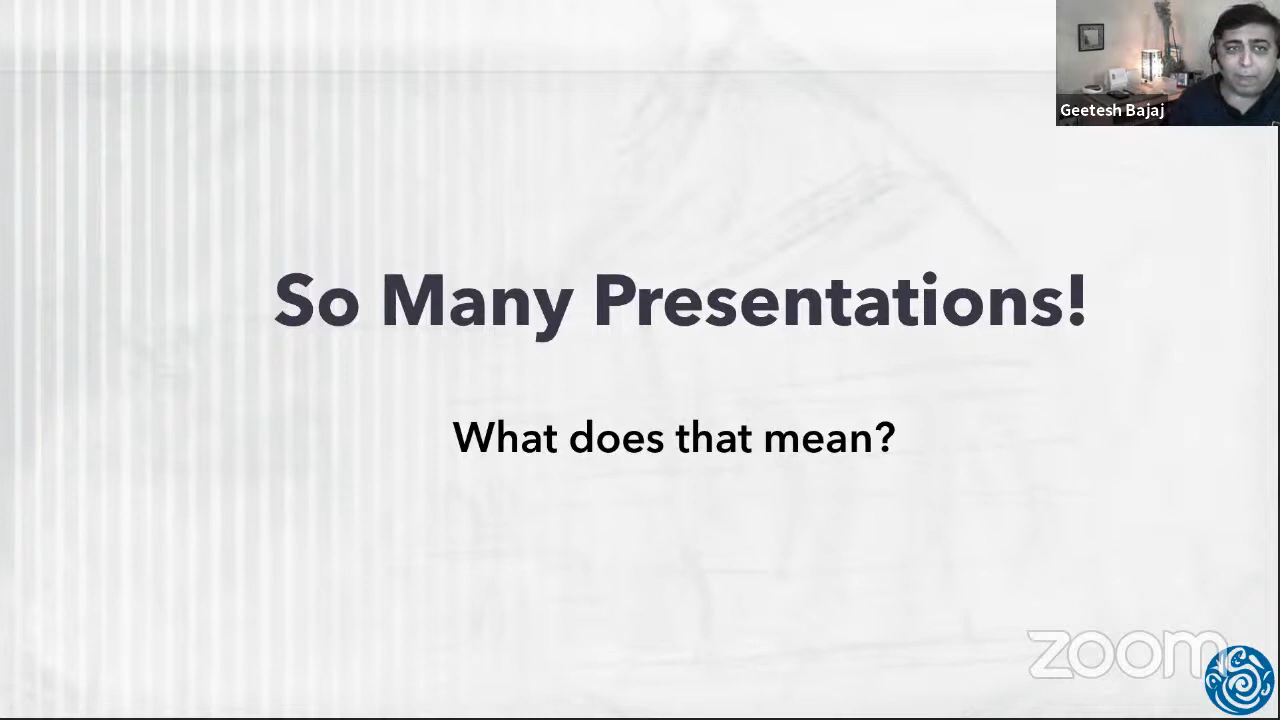 Geetesh Bajaj
So Many Presentations!
What does that mean?
zoom